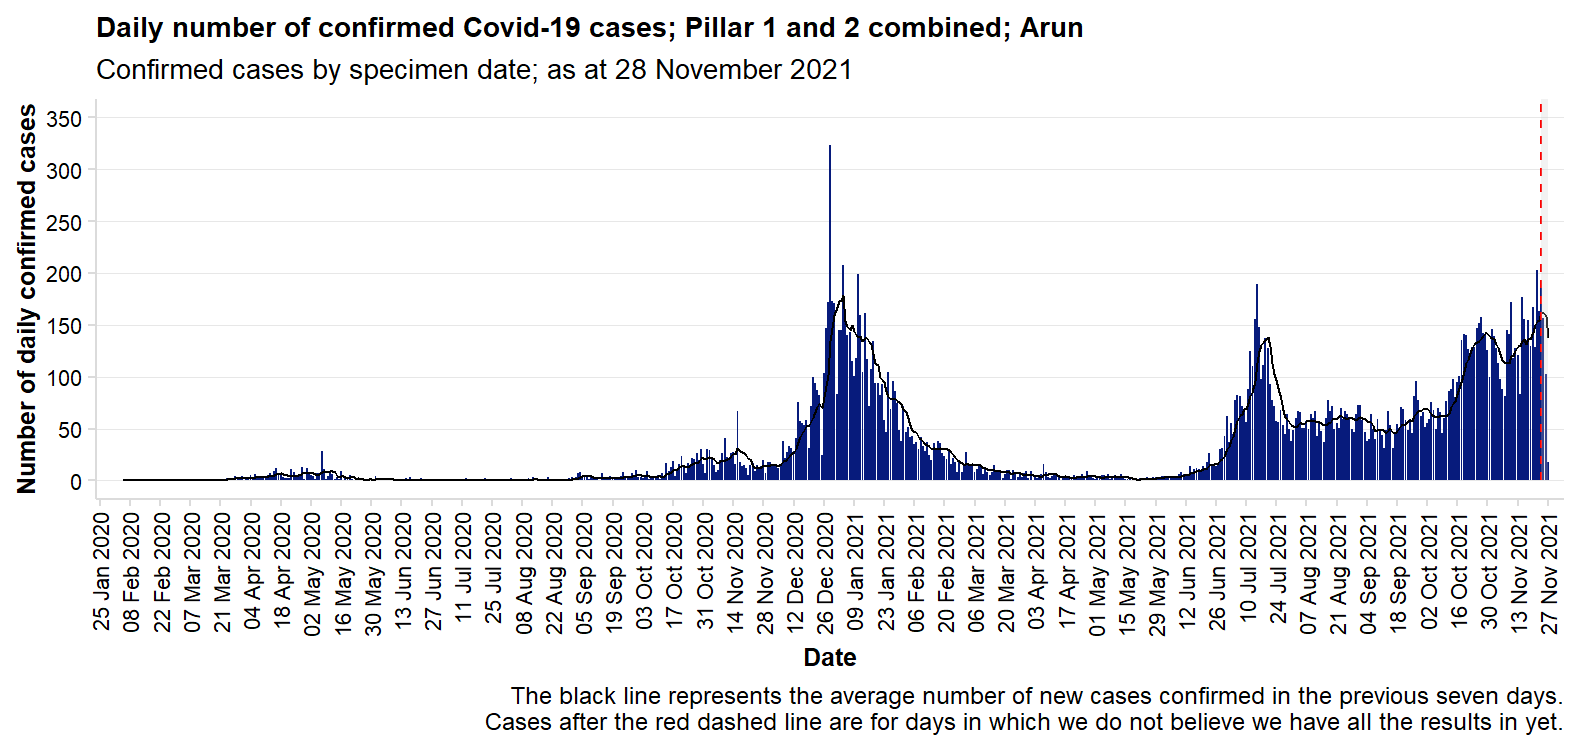 Daily number of confirmed Covid-19 cases; Pillar 1 and 2 combined; Arun
Confirmed cases by specimen date; as at 28 November 2021
Number of daily confirmed cases
350
300
250
200
150
100
50
0
25 Jan 2020
08 Feb 2020
22 Feb 2020
07 Mar 2020
21 Mar 2020
04 Apr 2020
18 Apr 2020
02 May 2020
16 May 2020
30 May 2020
13 Jun 2020
27 Jun 2020
11 Jul 2020
25 Jul 2020
08 Aug 2020
22 Aug 2020
05 Sep 2020
19 Sep 2020
03 Oct 2020
17 Oct 2020
31 Oct 2020
14 Nov 2020
28 Nov 2020
12 Dec 2020
26 Dec 2020
09 Jan 2021
23 Jan 2021
06 Feb 2021
20 Feb 2021
06 Mar 2021
20 Mar 2021
03 Apr 2021
17 Apr 2021
01 May 2021
15 May 2021
29 May 2021
12 Jun 2021
26 Jun 2021
10 Jul 2021
24 Jul 2021
07 Aug 2021
21 Aug 2021
04 Sep 2021
18 Sep 2021
02 Oct 2021
16 Oct 2021
30 Oct 2021
13 Nov 2021
27 Nov 2021
Date
The black line represents the average number of new cases confirmed in the previous seven days.
Cases after the red dashed line are for days in which we do not believe we have all the results in yet.